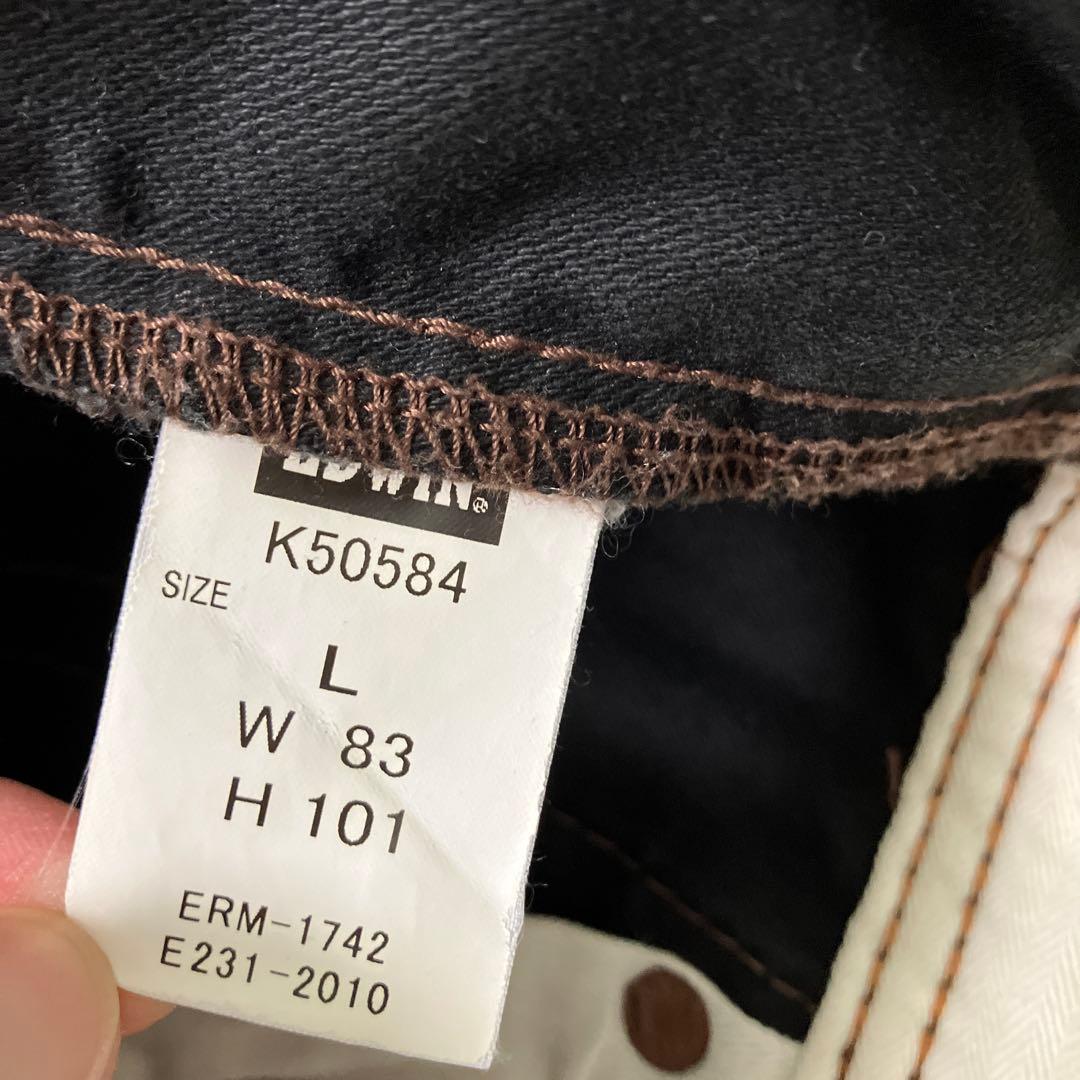 EDWIN®
K50584
SIZE
L
W 83
H 101
ERM-1742
E231-2010